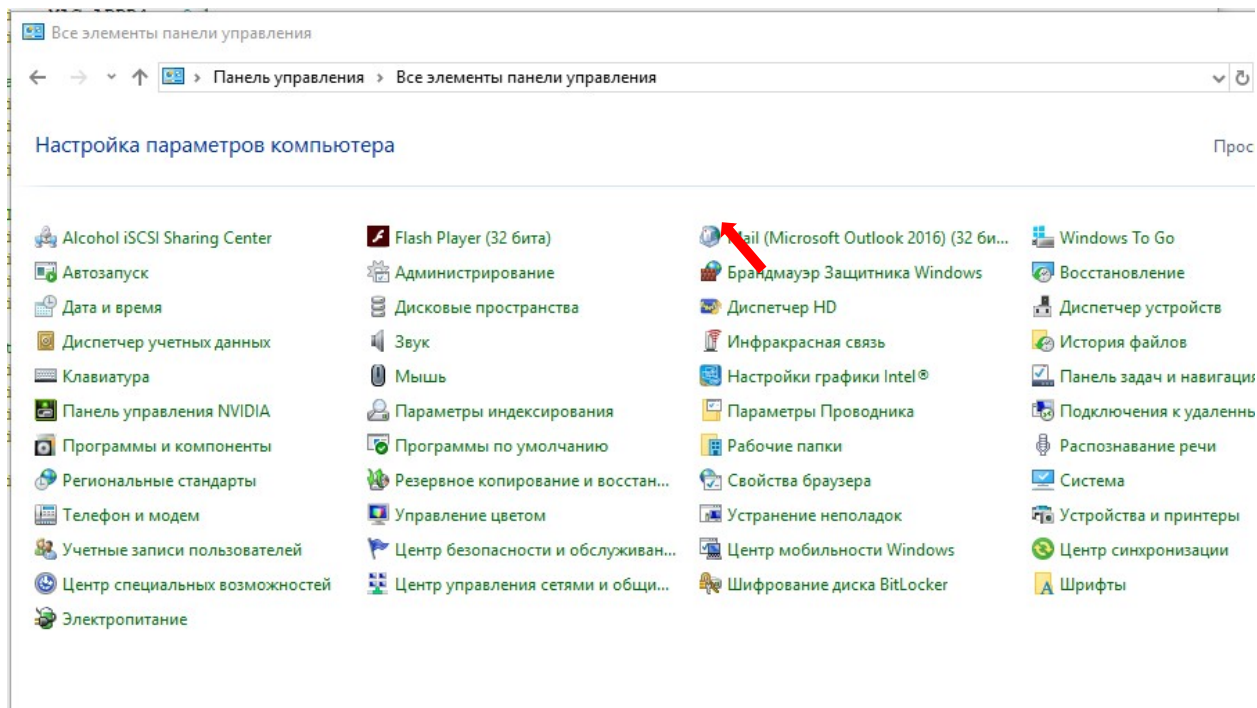 Все элементы панели управления
Панель управления > Все элементы панели управления
Настройка параметров компьютера
Прос
Alcohol iSCSI Sharing Center
Flash Player (32 бита)
Mail (Microsoft Outlook 2016) (32 би...
Windows To Go
Автозапуск
Администрирование
Брандмауэр Защитника Windows
Восстановление
Дата и время
Дисковые пространства
Диспетчер HD
Диспетчер устройств
Диспетчер учетных данных
Звук
Инфракрасная связь
История файлов
Клавиатура
Мышь
Настройки графики Intel®
Панель задач и навигация
Панель управления NVIDIA
Параметры индексирования
Параметры Проводника
Подключения к удаленны
Программы и компоненты
Программы по умолчанию
Рабочие папки
Распознавание речи
Региональные стандарты
Резервное копирование и восстан...
Свойства браузера
Система
Телефон и модем
Управление цветом
Устранение неполадок
Устройства и принтеры
Учетные записи пользователей
Центр безопасности и обслуживан...
Центр мобильности Windows
Центр синхронизации
Центр специальных возможностей
Центр управления сетями и общи...
Шифрование диска BitLocker
Шрифты
Электропитание